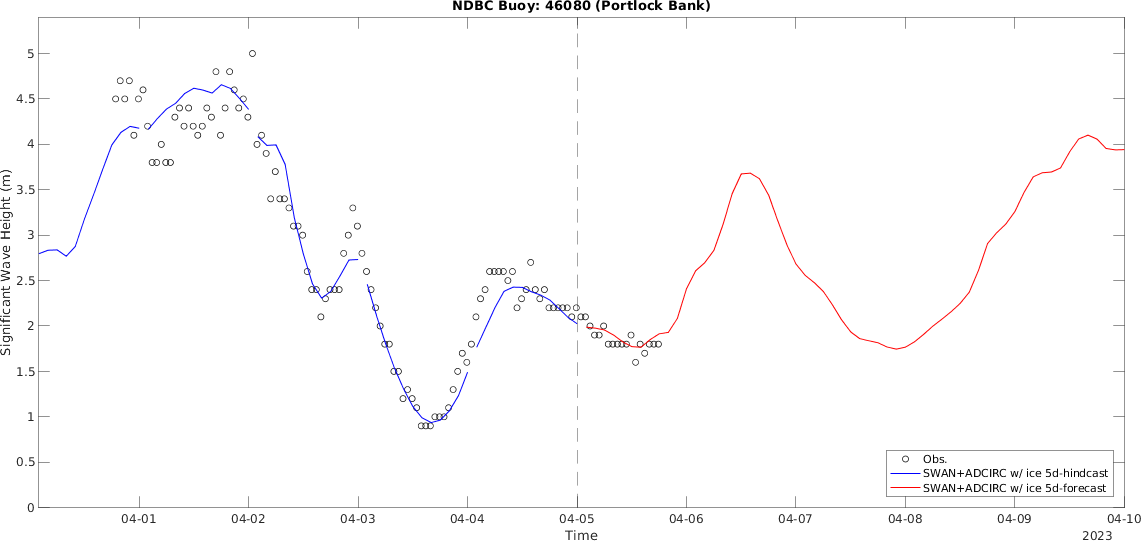 NDBC Buoy: 46080 (Portlock Bank)
Significant Wave Height (m)
5
4.5
4
3.5
3
2.5
2
1.5
1
0.5
0
Obs.
SWAN+ADCIRC w/ ice 5d-hindcast
SWAN+ADCIRC w/ ice 5d-forecast
04-01 04-02 04-03 04-04 04-05 04-06 04-07 04-08 04-09 04-10
Time
2023